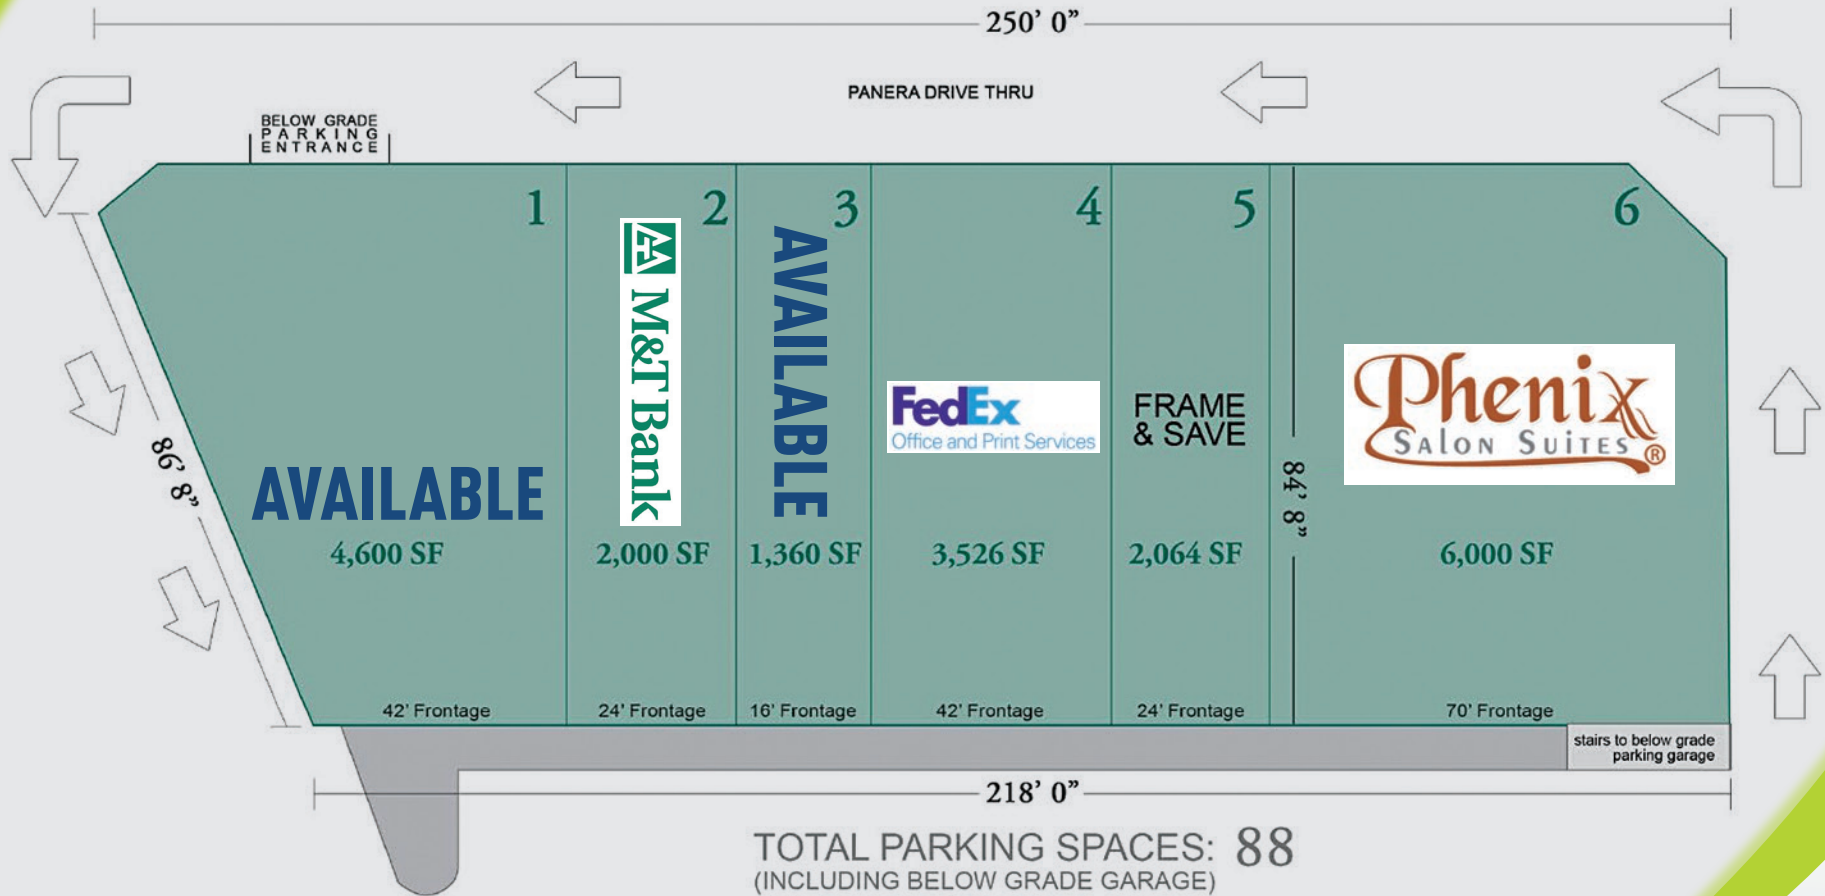 250’ 0”
PANERA DRIVE THRU
BELOW GRADE
PARKING
ENTRANCE
1
2
3
4
5
6
M&T Bank
AVAILABLE
FedEx
Office and Print Services
FRAME
& SAVE
Phenix
SALON SUITES ®
86’ 8”
84’ 8”
AVAILABLE
4,600 SF
2,000 SF
1,360 SF
3,526 SF
2,064 SF
6,000 SF
42' Frontage
24' Frontage
16' Frontage
42' Frontage
24' Frontage
70' Frontage
stairs to below grade
parking garage
218’ 0”
TOTAL PARKING SPACES: 88
(INCLUDING BELOW GRADE GARAGE)